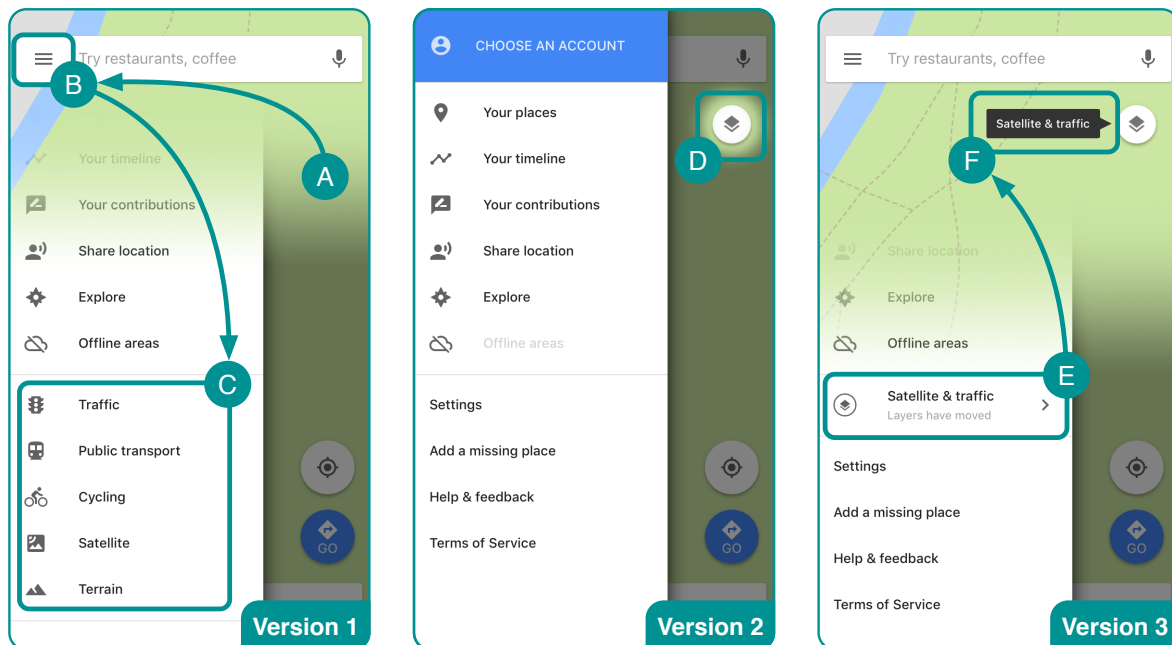 Try restaurants, coffee
B
A
Your timeline
Your contributions
Share location
Explore
Offline areas
C
Traffic
Public transport
Cycling
Satellite
Terrain
GO
Version 1
CHOOSE AN ACCOUNT
Your places
D
Your timeline
Your contributions
Share location
Explore
Offline areas
Settings
Add a missing place
Help & feedback
Terms of Service
GO
Version 2
Try restaurants, coffee
Satellite & traffic
F
Share location
Explore
Offline areas
E
Satellite & traffic
Layers have moved
Settings
Add a missing place
Help & feedback
Terms of Service
GO
Version 3